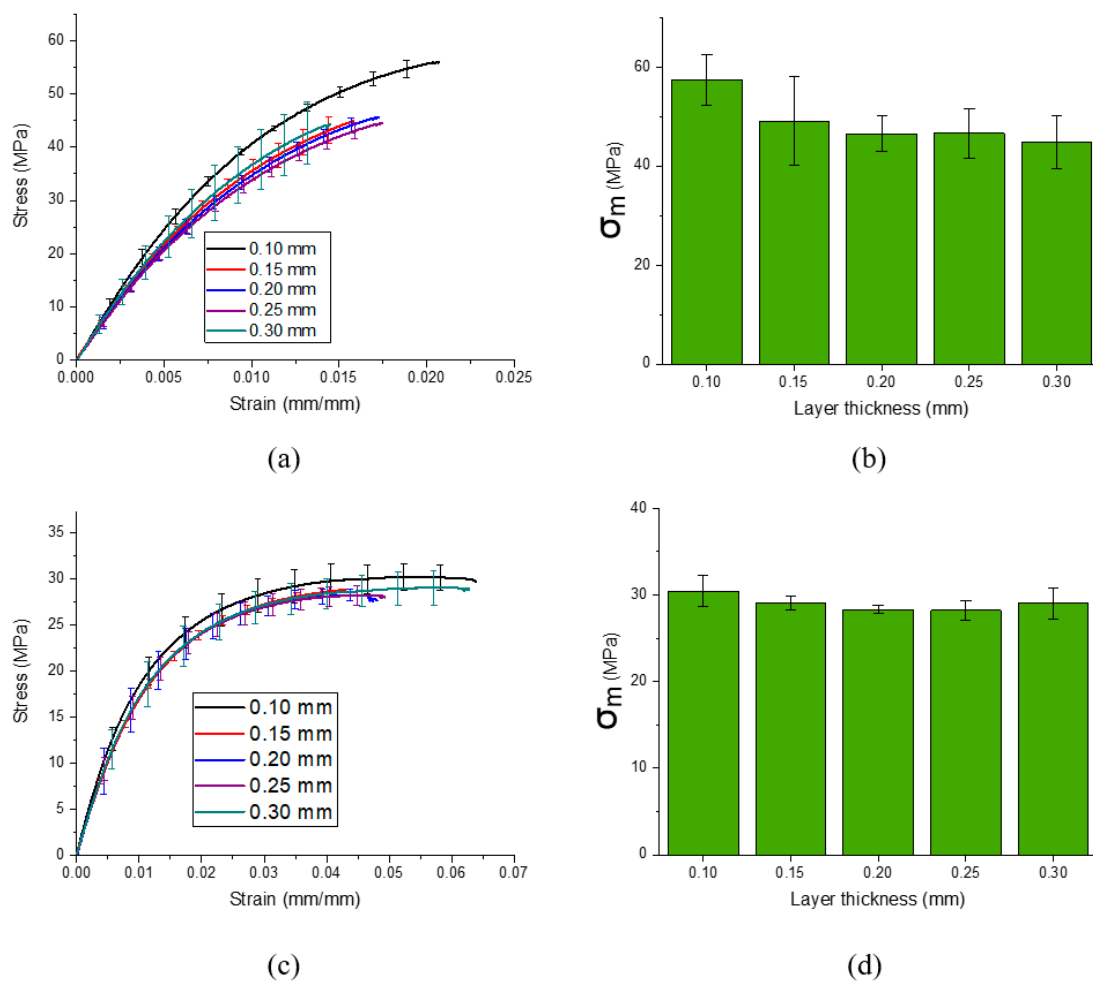 65
60
55
50
45
40
35
30
25
20
10
0
Stress (MPa)
0.10 mm
0.15 mm
0.20 mm
0.25 mm
0.30 mm
0.000 0.005 0.010 0.015 0.020 0.025
Strain (mm/mm)
(a)
60
40
0
σm (MPa)
0.10 0.15 0.20 0.25 0.30
Layer thickness (mm)
(b)
35
30
25
20
15
10
5
0
Stress (MPa)
0.10 mm
0.15 mm
0.20 mm
0.25 mm
0.30 mm
0.00 0.01 0.02 0.03 0.04 0.05 0.06 0.07
Strain (mm/mm)
(c)
40
30
20
0
σm (MPa)
0.10 0.15 0.20 0.25 0.30
Layer thickness (mm)
(d)